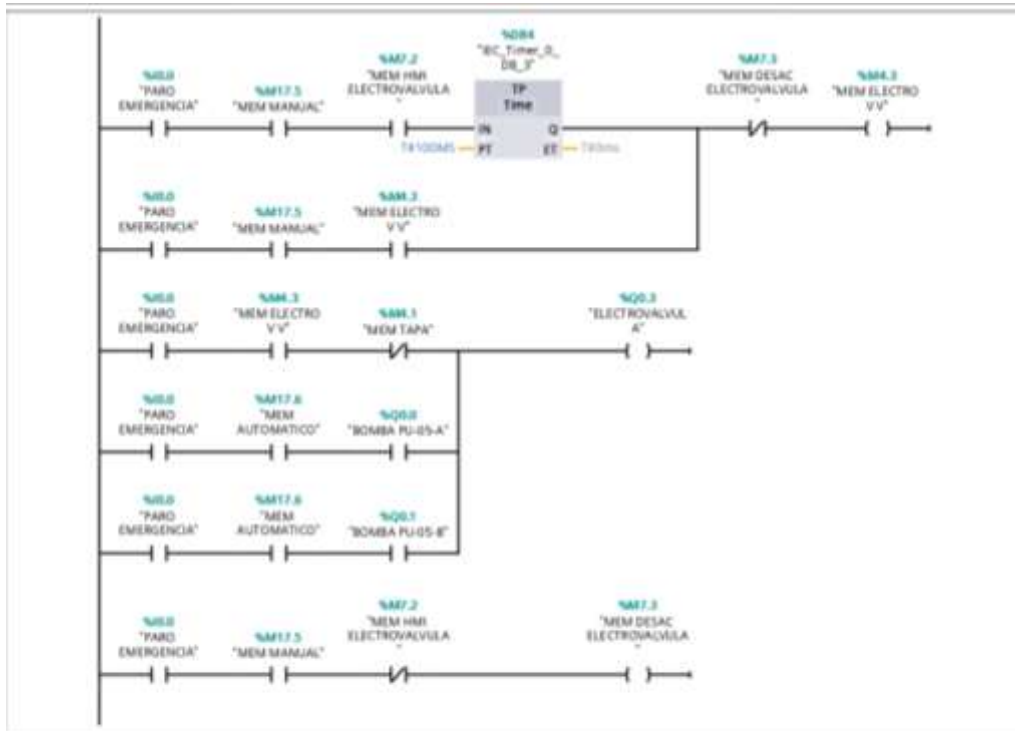 %DB4
"IEC_Timer_0_
DB_3"
%M7.2
"MEM HMI
ELECTROVALVULA
"
%I0.0
"PARO
EMERGENCIA"
%M17.5
"MEM MANUAL"
TP
Time
IN
Q
T#100MS
PT
ET
T#0ms
%M7.3
"MEM DESAC
ELECTROVALVULA
"
%M4.3
"MEM ELECTRO
V V"
%I0.0
"PARO
EMERGENCIA"
%M17.5
"MEM MANUAL"
%M4.3
"MEM ELECTRO
V V"
%I0.0
"PARO
EMERGENCIA"
%M4.3
"MEM ELECTRO
V V"
%M4.1
"MEM TAPA"
%Q0.3
"ELECTROVALVUL
A"
%I0.0
"PARO
EMERGENCIA"
%M17.6
"MEM
AUTOMATICO"
%Q0.0
"BOMBA PU-05-A"
%I0.0
"PARO
EMERGENCIA"
%M17.6
"MEM
AUTOMATICO"
%Q0.1
"BOMBA PU-05-B"
%I0.0
"PARO
EMERGENCIA"
%M17.5
"MEM MANUAL"
%M7.2
"MEM HMI
ELECTROVALVULA
"
%M7.3
"MEM DESAC
ELECTROVALVULA
"